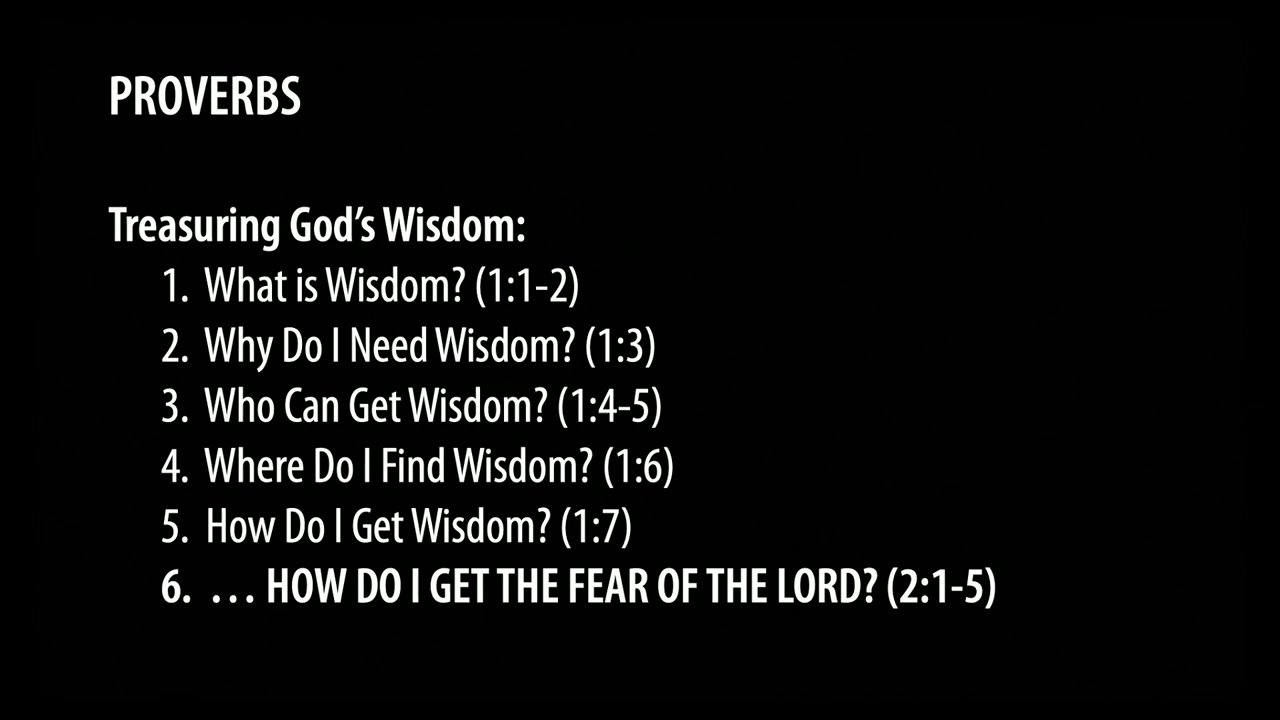 PROVERBS
Treasuring God’s Wisdom:
1. What is Wisdom? (1:1-2)
2. Why Do I Need Wisdom? (1:3)
3. Who Can Get Wisdom? (1:4-5)
4. Where Do I Find Wisdom? (1:6)
5. How Do I Get Wisdom? (1:7)
6. … HOW DO I GET THE FEAR OF THE LORD? (2:1-5)